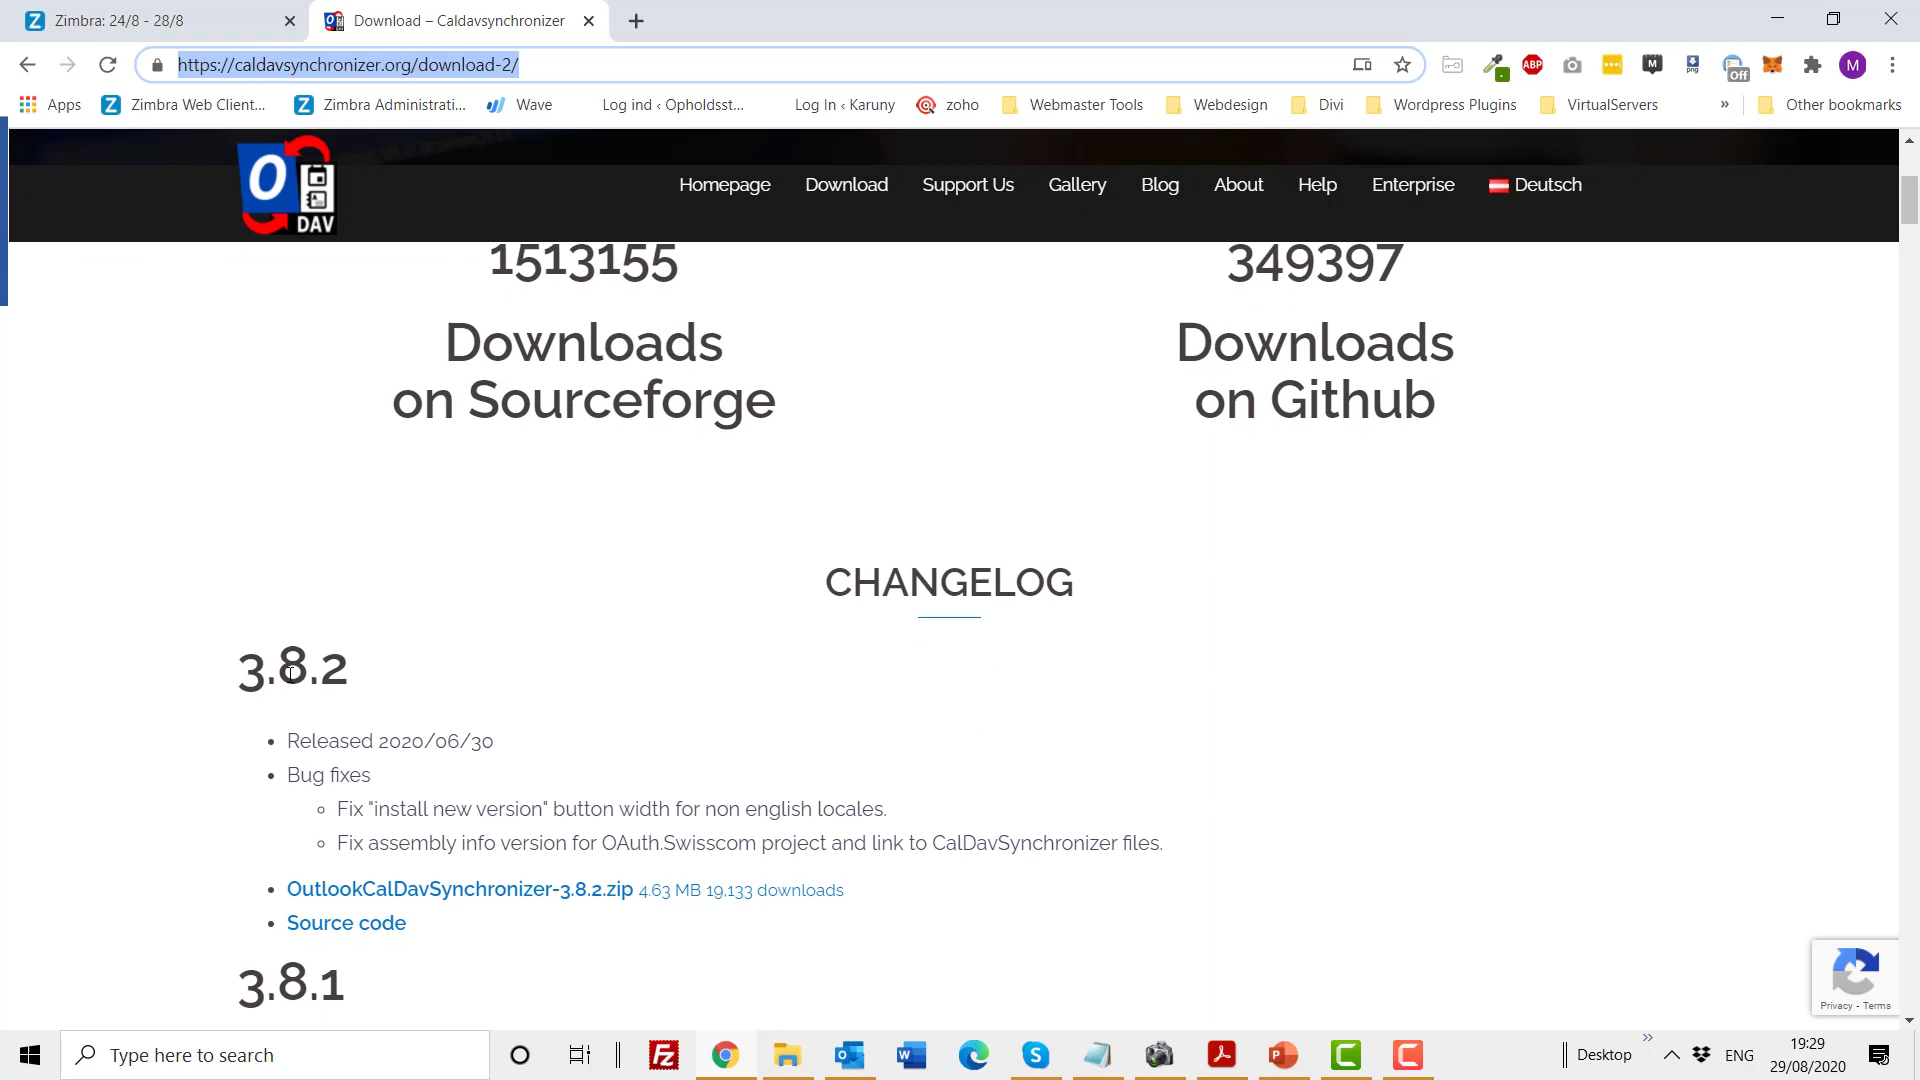 Zimbra: 24/8 - 28/8
Download – Caldavsynchronizer
https://caldavsynchronizer.org/download-2/
ABP
M
Off
M
Apps
Zimbra Web Client...
Zimbra Administrati...
Wave
Log ind ‹ Opholdsst...
Log In ‹ Karuny
zoho
Webmaster Tools
Webdesign
Divi
Wordpress Plugins
VirtualServers
»
Other bookmarks
O
DAV
Homepage
Download
Support Us
Gallery
Blog
About
Help
Enterprise
Deutsch
1513155
Downloads
on Sourceforge
349397
Downloads
on Github
CHANGELOG
3.8.2
• Released 2020/06/30
• Bug fixes
◦ Fix "install new version" button width for non english locales.
◦ Fix assembly info version for OAuth.Swisscom project and link to CalDavSynchronizer files.
• OutlookCalDavSynchronizer-3.8.2.zip 4.63 MB 19,133 downloads
• Source code
3.8.1
Privacy - Terms
Type here to search
Desktop
»
ENG
19:29
29/08/2020